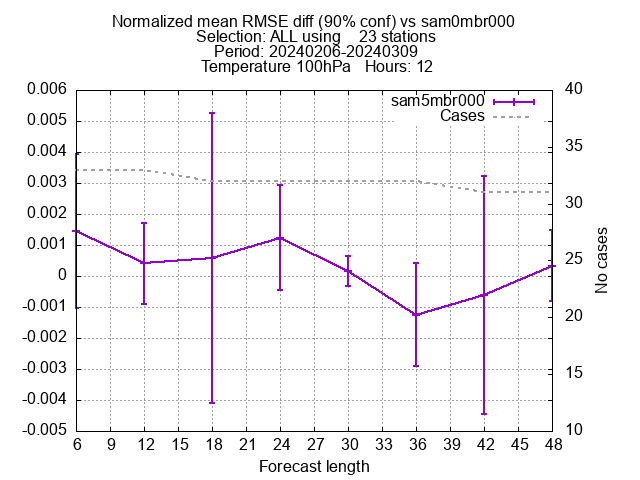 Normalized mean RMSE diff (90% conf) vs sam0mbr000
Selection: ALL using    23 stations
Period: 20240206-20240309
Temperature 100hPa   Hours: 12
sam5mbr000
Cases
0.006
0.005
0.004
0.003
0.002
0.001
0
-0.001
-0.002
-0.003
-0.004
-0.005
40
35
30
25
20
15
10
No cases
6 9 12 15 18 21 24 27 30 33 36 39 42 45 48
Forecast length